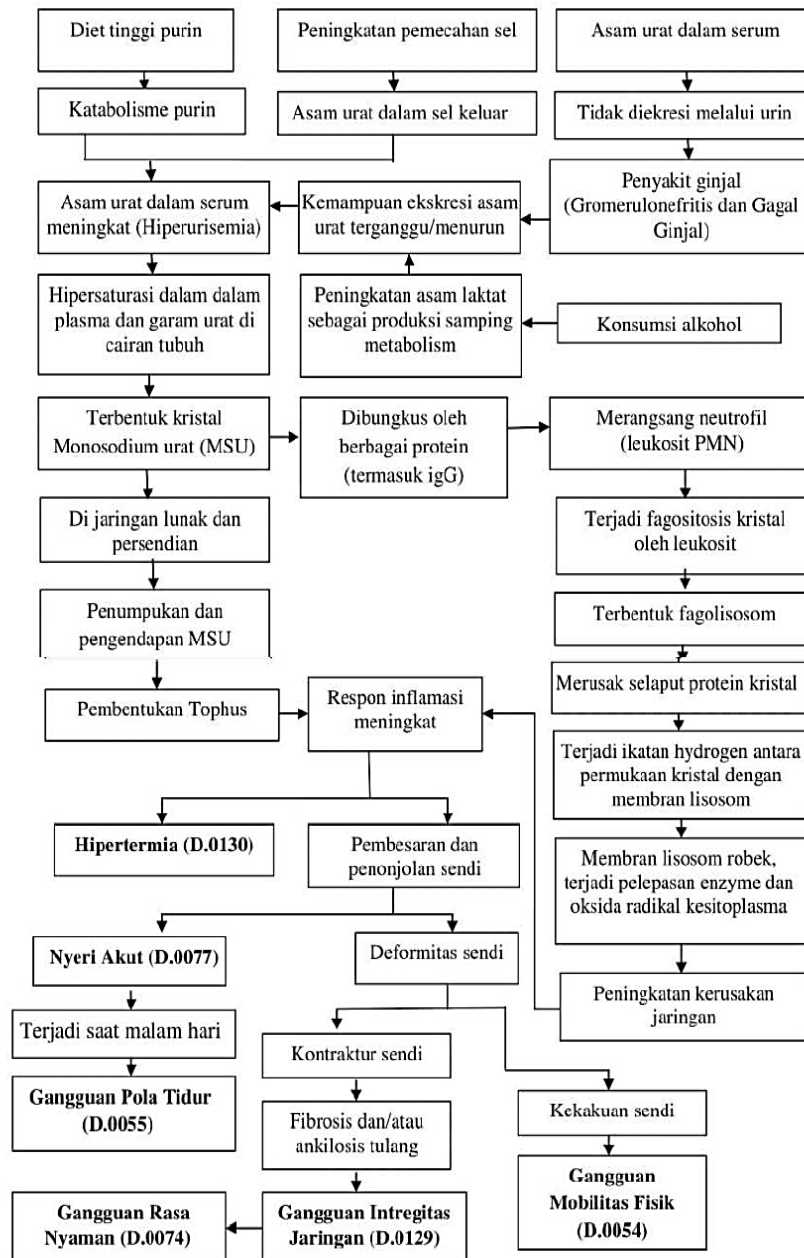 Diet tinggi purin
Peningkatan pemecahan sel
Asam urat dalam serum
Katabolisme purin
Asam urat dalam sel keluar
Tidak diekresi melalui urin
Asam urat dalam serum
meningkat (Hiperurisemia)
Kemampuan ekskresi asam
urat terganggu/menurun
Penyakit ginjal
(Gromerulonefritis dan Gagal
Ginjal)
Hipersaturasi dalam dalam
plasma dan garam urat di
cairan tubuh
Peningkatan asam laktat
sebagai produksi samping
metabolism
Konsumsi alkohol
Terbentuk kristal
Monosodium urat (MSU)
Dibungkus oleh
berbagai protein
(termasuk igG)
Merangsang neutrofil
(leukosit PMN)
Di jaringan lunak dan
persendian
Terjadi fagositosis kristal
oleh leukosit
Penumpukan dan
pengendapan MSU
Terbentuk fagolisosom
Pembentukan Tophus
Respon inflamasi
meningkat
Merusak selaput protein kristal
Terjadi ikatan hydrogen antara
permukaan kristal dengan
membran lisosom
Hipertermia (D.0130)
Pembesaran dan
penonjolan sendi
Membran lisosom robek,
terjadi pelepasan enzyme dan
oksida radikal kesitoplasma
Nyeri Akut (D.0077)
Deformitas sendi
Peningkatan kerusakan
jaringan
Terjadi saat malam hari
Kontraktur sendi
Gangguan Pola Tidur
(D.0055)
Fibrosis dan/atau
ankilosis tulang
Kekakuan sendi
Gangguan Rasa
Nyaman (D.0074)
Gangguan Intregitas
Jaringan (D.0129)
Gangguan
Mobilitas Fisik
(D.0054)